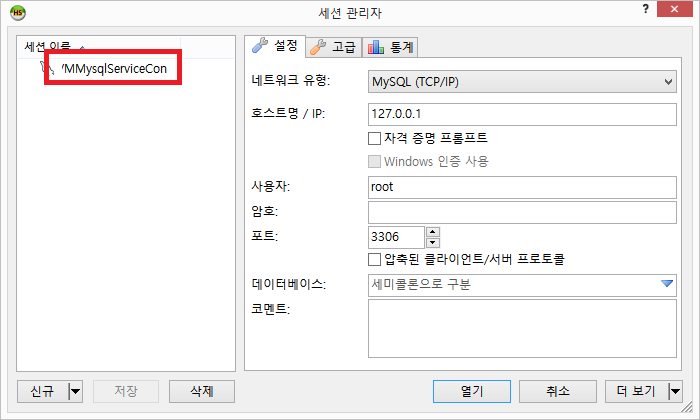 HS
세션 관리자
?
세션 이름
MMysqlServiceCon
설정
고급
통계
네트워크 유형:
MySQL (TCP/IP)
호스트명 / IP:
127.0.0.1
자격 증명 프롬프트
Windows 인증 사용
사용자:
root
암호:
포트:
3306
압축된 클라이언트/서버 프로토콜
데이터베이스:
세미콜론으로 구분
코멘트:
신규
저장
삭제
열기
취소
더 보기